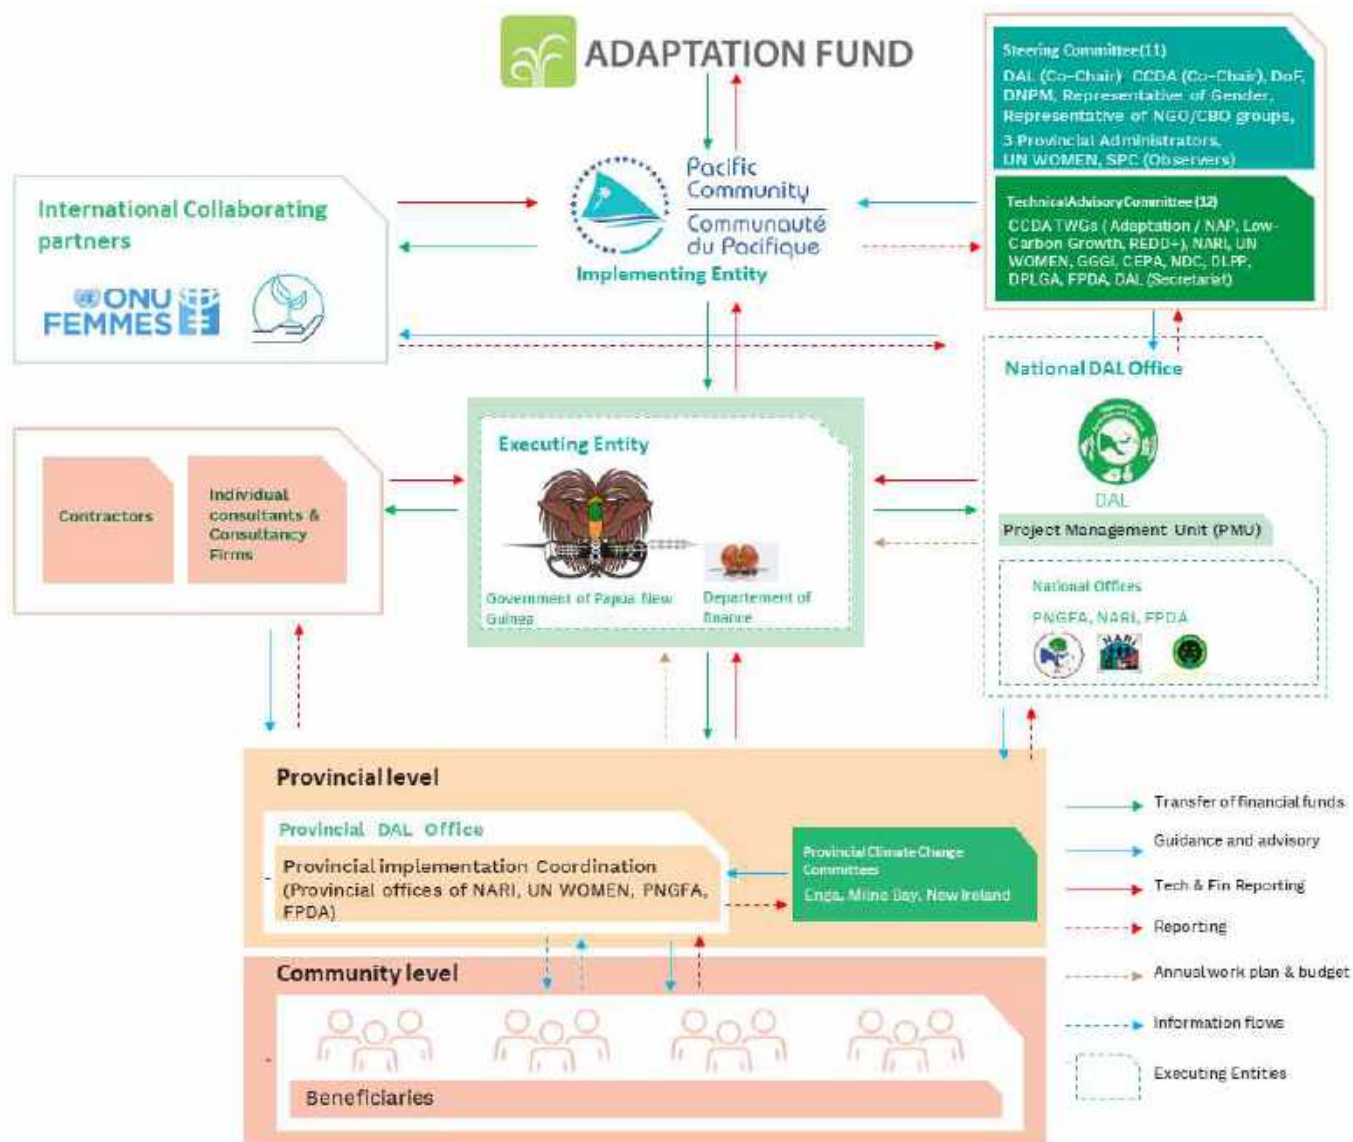 ADAPTATION FUND
Steering Committee (11)
DAL (Co-Chair) CCDA (Co-Chair), DoF,
DNPM, Representative of Gender,
Representative of NGO/CBO groups,
3 Provincial Administrators,
UN WOMEN, SPC (Observers)
Technical Advisory Committee (12)
CCDA TWGs ( Adaptation / NAP, Low-
Carbon Growth, REDD+), NARI, UN
WOMEN, GGGI, CEPA, NDC, DLPP,
DPLGA, FPDA, DAL (Secretariat)
Pacific
Community
Communauté
du Pacifique
Implementing Entity
International Collaborating
partners
ONU
FEMMES
National DAL Office
DAL
Project Management Unit (PMU)
National Offices
PNGFA, NARI, FPDA
NARI
Executing Entity
Government of Papua New
Guinea
Departement of
finance
Contractors
Individual
consultants &
Consultancy
Firms
Provincial level
Provincial DAL Office
Provincial implementation Coordination
(Provincial offices of NARI, UN WOMEN, PNGFA,
FPDA)
Provincial Climate Change
Committees
Enga, Milne Bay, New Ireland
Community level
Beneficiaries
Transfer of financial funds
Guidance and advisory
Tech & Fin Reporting
Reporting
Annual work plan & budget
Information flows
Executing Entities